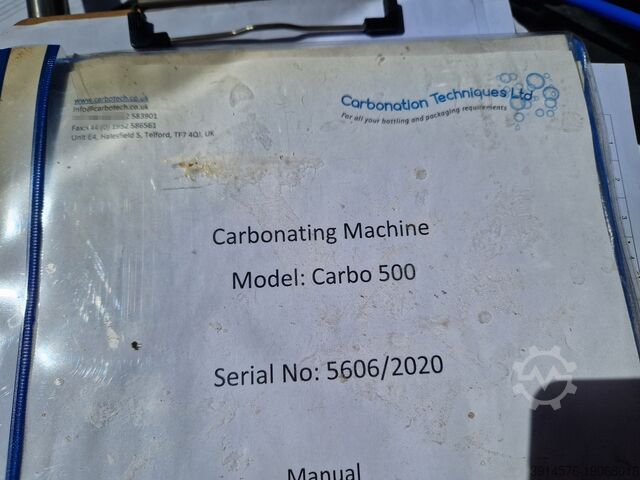 www.carbotech.co.uk
info@carbotech.co.uk
2 583901
Fax:+44 (0) 1952 586561
Unit E4, Halesfield 5, Telford, TF7 4QJ, UK
Carbonation Techniques Ltd
For all your bottling and packaging requirements
Carbonating Machine
Model: Carbo 500
Serial No: 5606/2020
Manual